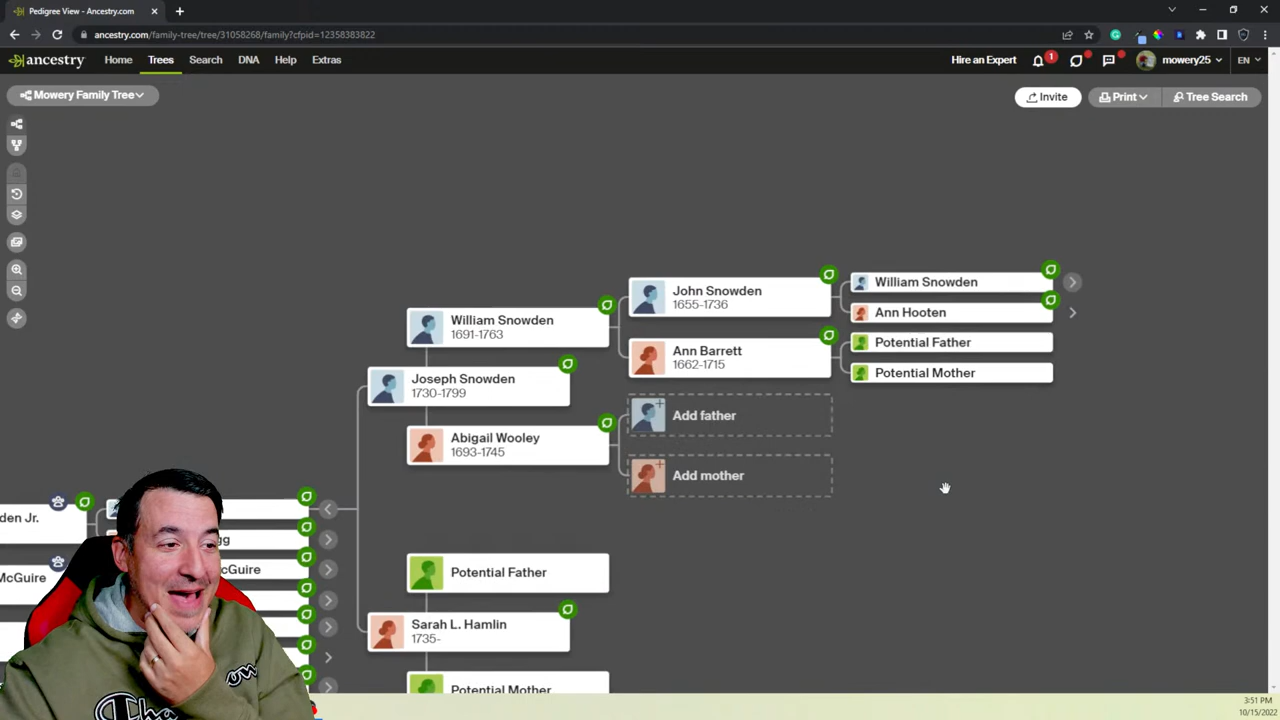 Pedigree View - Ancestry.com
ancestry.com/family-tree/tree/31058268/family?cfpid=12358383822
ancestry Home Trees Search DNA Help Extras Hire an Expert 1 mowery25 EN
Mowery Family Tree Invite Print Tree Search
William Snowden
John Snowden
1655-1736
Ann Hooten
William Snowden
1691-1763
Potential Father
Ann Barrett
1662-1715
Potential Mother
Joseph Snowden
1730-1799
Add father
Abigail Wooley
1693-1745
Add mother
den Jr.
gg
McGuire
cGuire
Potential Father
Sarah L. Hamlin
1735-
Potential Mother
3:51 PM
10/15/2022